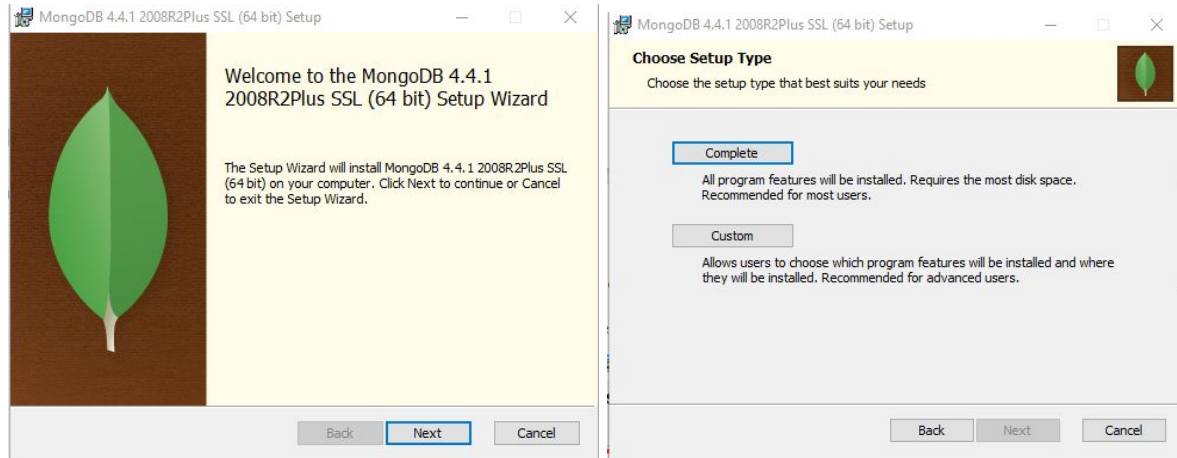 MongoDB 4.4.1 2008R2Plus SSL (64 bit) Setup
Welcome to the MongoDB 4.4.1
2008R2Plus SSL (64 bit) Setup Wizard
The Setup Wizard will install MongoDB 4.4.1 2008R2Plus SSL
(64 bit) on your computer. Click Next to continue or Cancel
to exit the Setup Wizard.
Back Next Cancel
MongoDB 4.4.1 2008R2Plus SSL (64 bit) Setup
Choose Setup Type
Choose the setup type that best suits your needs
Complete
All program features will be installed. Requires the most disk space.
Recommended for most users.
Custom
Allows users to choose which program features will be installed and where
they will be installed. Recommended for advanced users.
Back Next Cancel